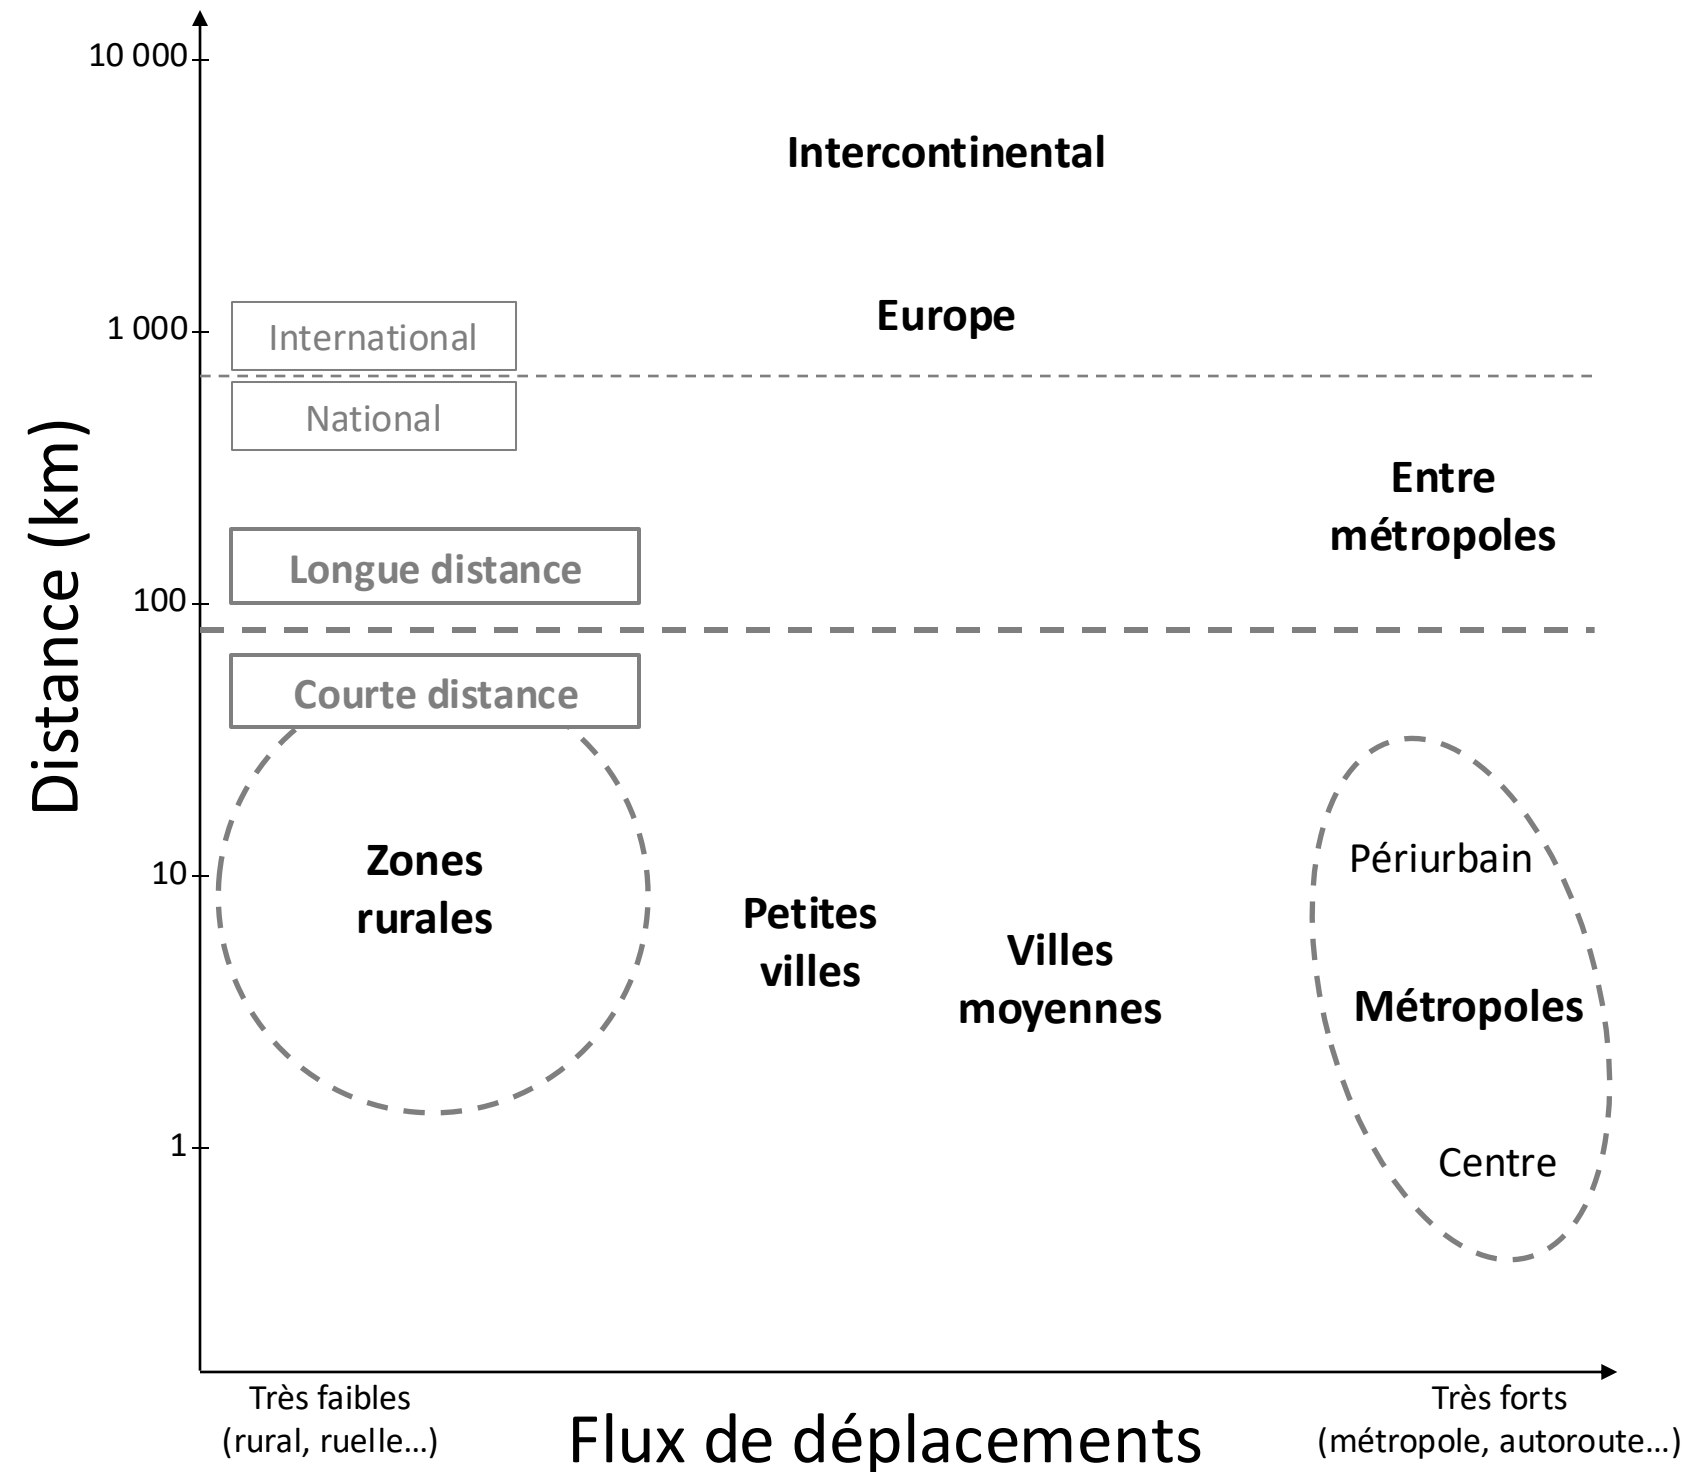 10 000
Intercontinental
1 000
International
Europe
National
Entre
métropoles
Distance (km)
Longue distance
100
Courte distance
Zones
rurales
10
Périurbain
Petites
villes
Villes
moyennes
Métropoles
1
Centre
Très faibles
(rural, ruelle...)
Flux de déplacements
Très forts
(métropole, autoroute...)